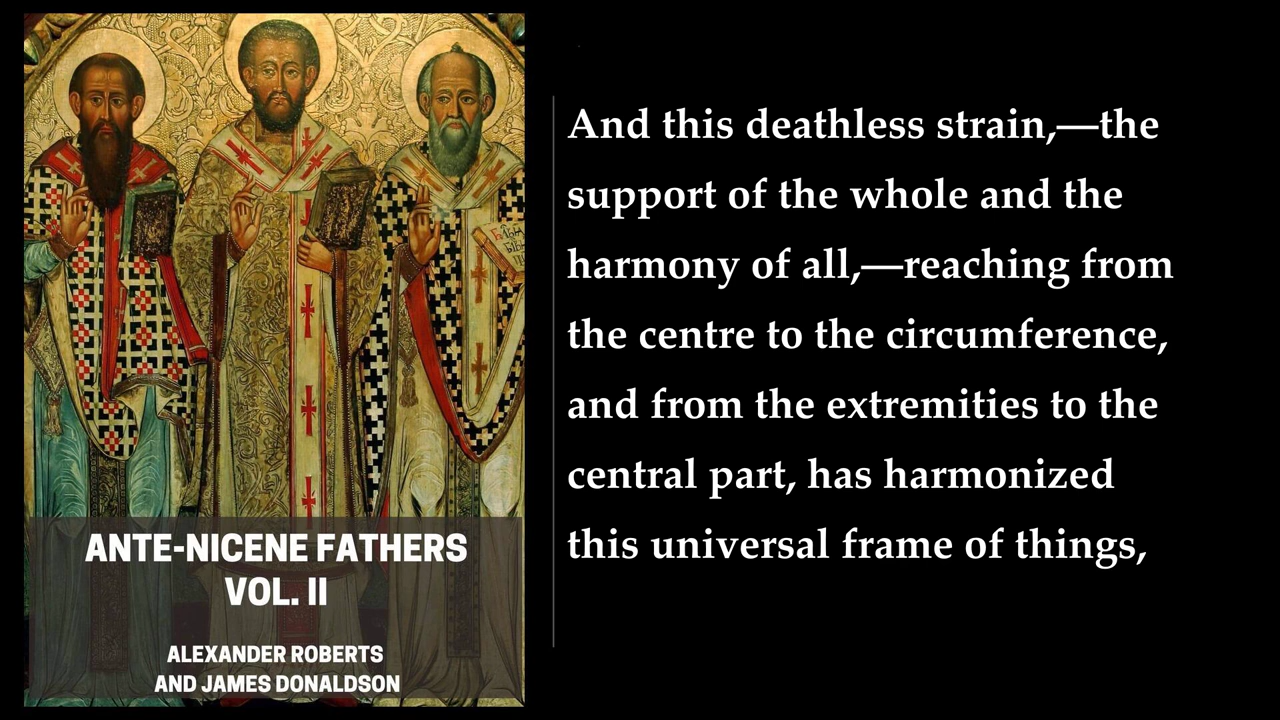 ANTE-NICENE FATHERS
VOL. II
ALEXANDER ROBERTS
AND JAMES DONALDSON
And this deathless strain,—the
support of the whole and the
harmony of all,—reaching from
the centre to the circumference,
and from the extremities to the
central part, has harmonized
this universal frame of things,